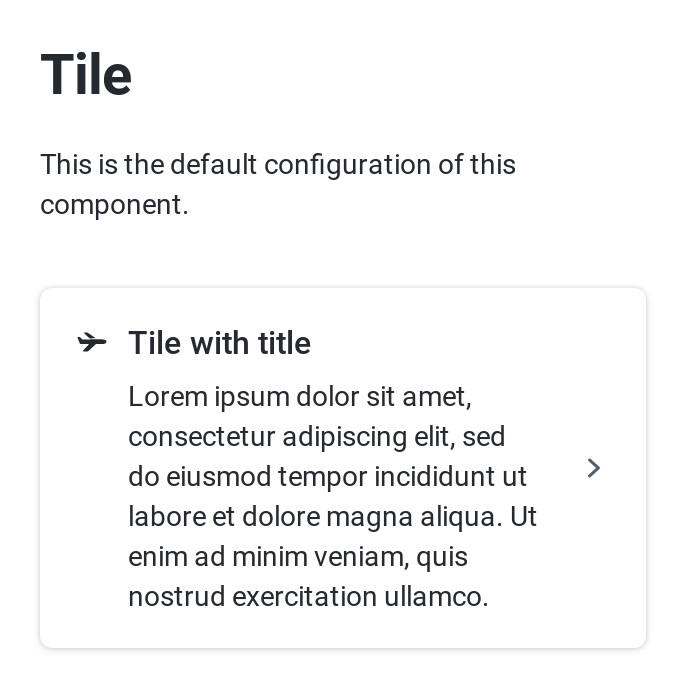 Tile
This is the default configuration of this
component.
Tile with title
Lorem ipsum dolor sit amet,
consectetur adipiscing elit, sed
do eiusmod tempor incididunt ut
labore et dolore magna aliqua. Ut
enim ad minim veniam, quis
nostrud exercitation ullamco.